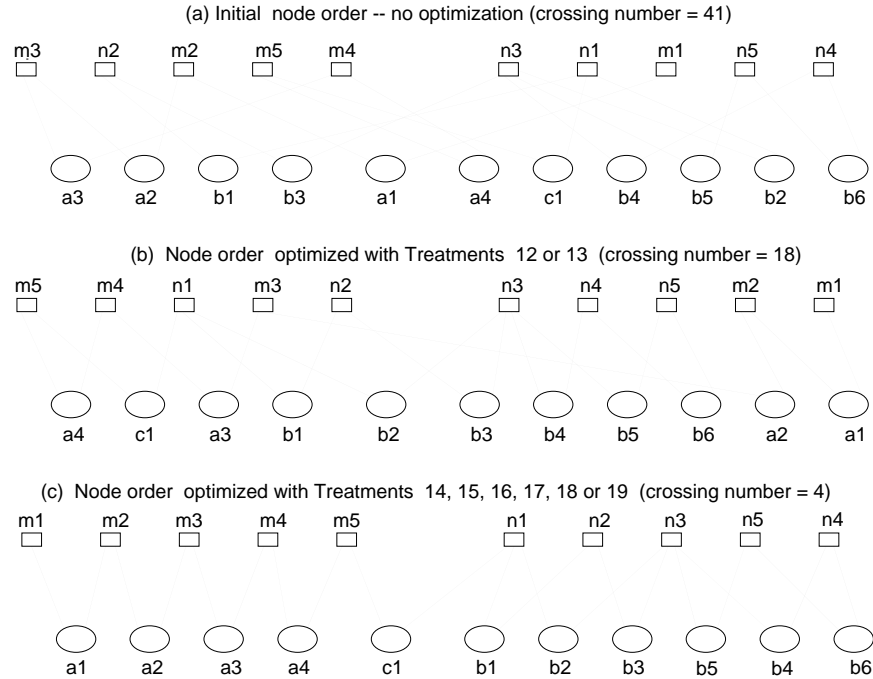 (a) Initial node order -- no optimization (crossing number = 41)
m3 n2 m2 m5 m4 n3 n1 m1 n5 n4
a3 a2 b1 b3 a1 a4 c1 b4 b5 b2 b6
(b) Node order optimized with Treatments 12 or 13 (crossing number = 18)
m5 m4 n1 m3 n2 n3 n4 n5 m2 m1
a4 c1 a3 b1 b2 b3 b4 b5 b6 a2 a1
(c) Node order optimized with Treatments 14, 15, 16, 17, 18 or 19 (crossing number = 4)
m1 m2 m3 m4 m5 n1 n2 n3 n5 n4
a1 a2 a3 a4 c1 b1 b2 b3 b5 b4 b6